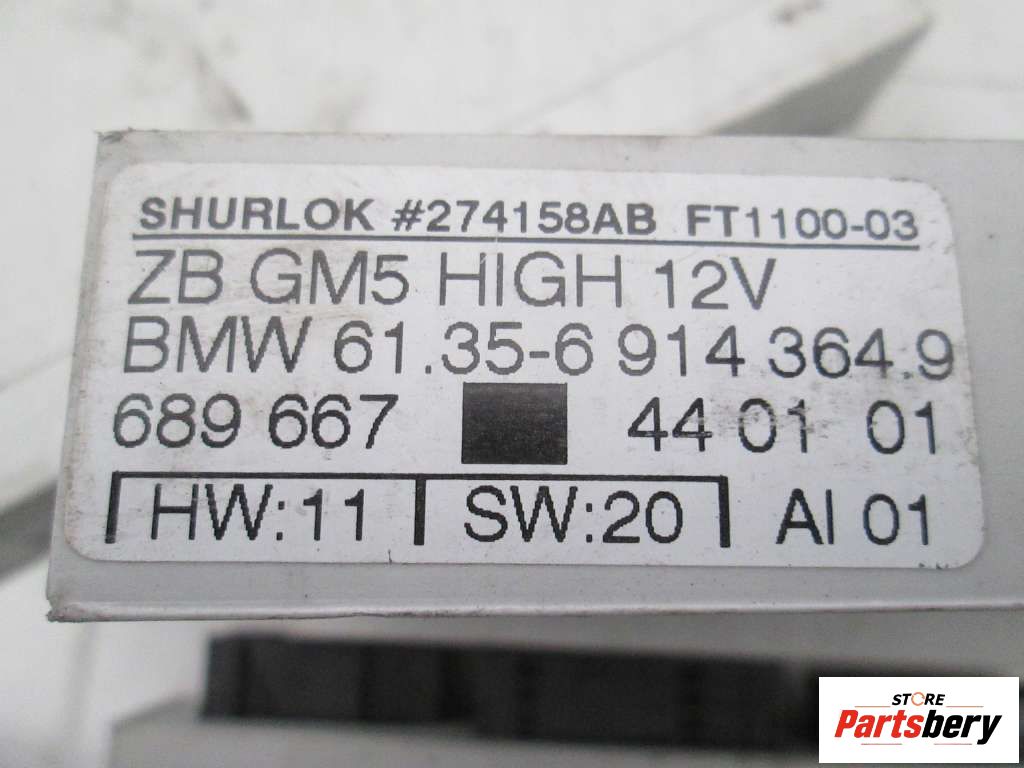 SHURLOK #274158AB FT1100-03
ZB GM5 HIGH 12V
BMW 61.35-6 914 364.9
689 667 44 01 01
HW:11 SW:20 AI 01
STORE
Partsbery